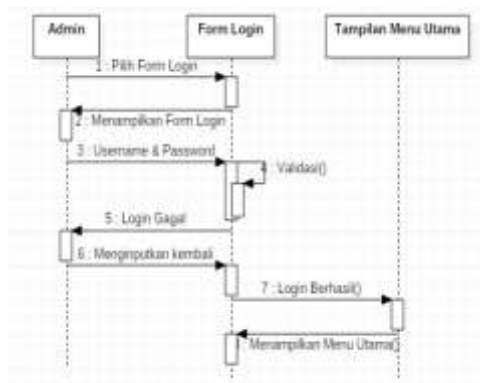 Admin
Form Login
Tampilan Menu Utama
1 : Pilih Form Login
2 : Menampilkan Form Login
3 : Username & Password
4 : Validasi()
5 : Login Gagal
6 : Menginputkan kembali
7 : Login Berhasil()
Menampilkan Menu Utama()